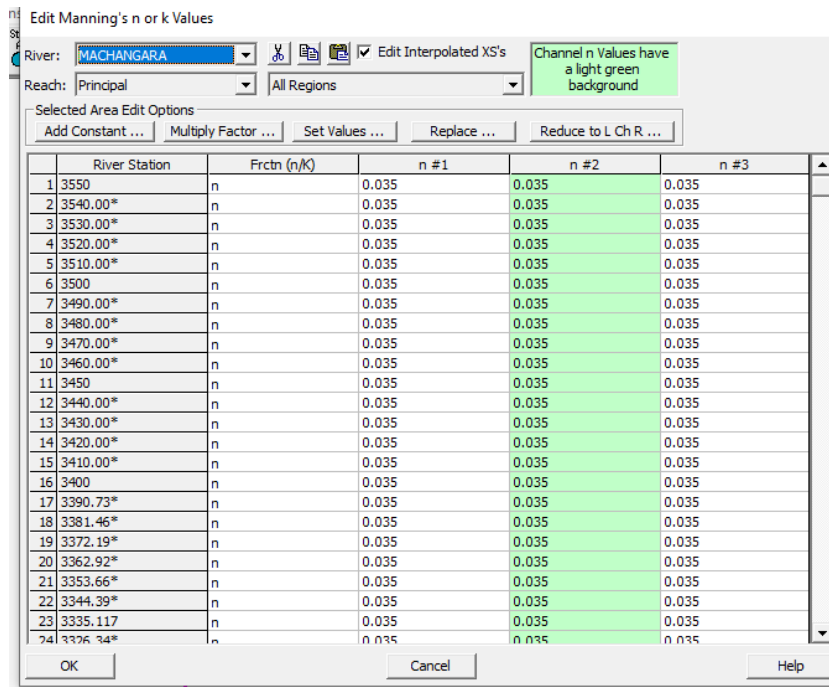 Edit Manning's n or k Values
River: MACHANGARA Edit Interpolated XS's Channel n Values have
a light green
background
Reach: Principal All Regions
Selected Area Edit Options
Add Constant ... Multiply Factor ... Set Values ... Replace ... Reduce to L Ch R ...
River Station Frctn (n/K) n #1 n #2 n #3
1 3550 n 0.035 0.035 0.035
2 3540.00* n 0.035 0.035 0.035
3 3530.00* n 0.035 0.035 0.035
4 3520.00* n 0.035 0.035 0.035
5 3510.00* n 0.035 0.035 0.035
6 3500 n 0.035 0.035 0.035
7 3490.00* n 0.035 0.035 0.035
8 3480.00* n 0.035 0.035 0.035
9 3470.00* n 0.035 0.035 0.035
10 3460.00* n 0.035 0.035 0.035
11 3450 n 0.035 0.035 0.035
12 3440.00* n 0.035 0.035 0.035
13 3430.00* n 0.035 0.035 0.035
14 3420.00* n 0.035 0.035 0.035
15 3410.00* n 0.035 0.035 0.035
16 3400 n 0.035 0.035 0.035
17 3390.73* n 0.035 0.035 0.035
18 3381.46* n 0.035 0.035 0.035
19 3372.19* n 0.035 0.035 0.035
20 3362.92* n 0.035 0.035 0.035
21 3353.66* n 0.035 0.035 0.035
22 3344.39* n 0.035 0.035 0.035
23 3335.117 n 0.035 0.035 0.035
24 3326.34* n 0.035 0.035 0.035
OK Cancel Help